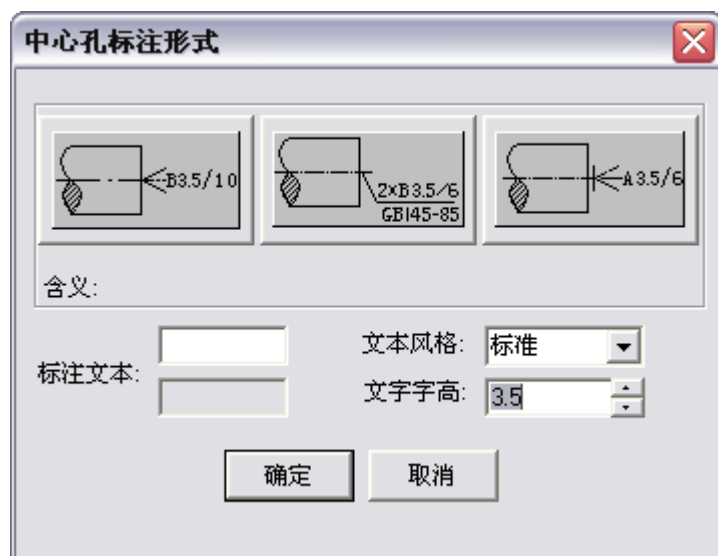 中心孔标注形式
B3.5/10
2×B3.5/6
GB145-85
A3.5/6
含义:
标注文本:
文本风格: 标准
文字字高: 3.5
确定 取消